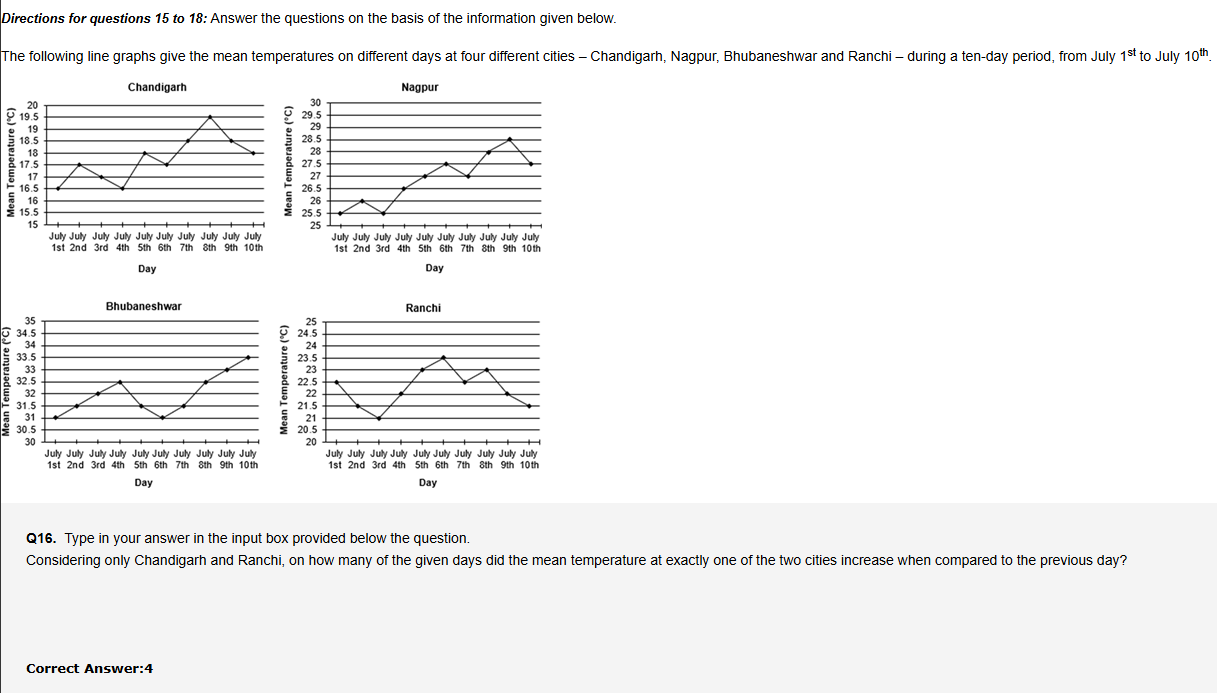 Directions for questions 15 to 18: Answer the questions on the basis of the information given below.
The following line graphs give the mean temperatures on different days at four different cities – Chandigarh, Nagpur, Bhubaneshwar and Ranchi – during a ten-day period, from July 1st to July 10th.
Chandigarh
Mean Temperature (°C)
20
19.5
19
18.5
18
17.5
17
16.5
16
15.5
15
July July July July July July July July July July
1st 2nd 3rd 4th 5th 6th 7th 8th 9th 10th
Day
Nagpur
Mean Temperature (°C)
30
29.5
29
28.5
28
27.5
27
26.5
26
25.5
25
July July July July July July July July July July
1st 2nd 3rd 4th 5th 6th 7th 8th 9th 10th
Day
Bhubaneshwar
Mean Temperature (°C)
35
34.5
34
33.5
33
32.5
32
31.5
31
30.5
30
July July July July July July July July July July
1st 2nd 3rd 4th 5th 6th 7th 8th 9th 10th
Day
Ranchi
Mean Temperature (°C)
25
24.5
24
23.5
23
22.5
22
21.5
21
20.5
20
July July July July July July July July July July
1st 2nd 3rd 4th 5th 6th 7th 8th 9th 10th
Day
Q16. Type in your answer in the input box provided below the question.
Considering only Chandigarh and Ranchi, on how many of the given days did the mean temperature at exactly one of the two cities increase when compared to the previous day?
Correct Answer:4